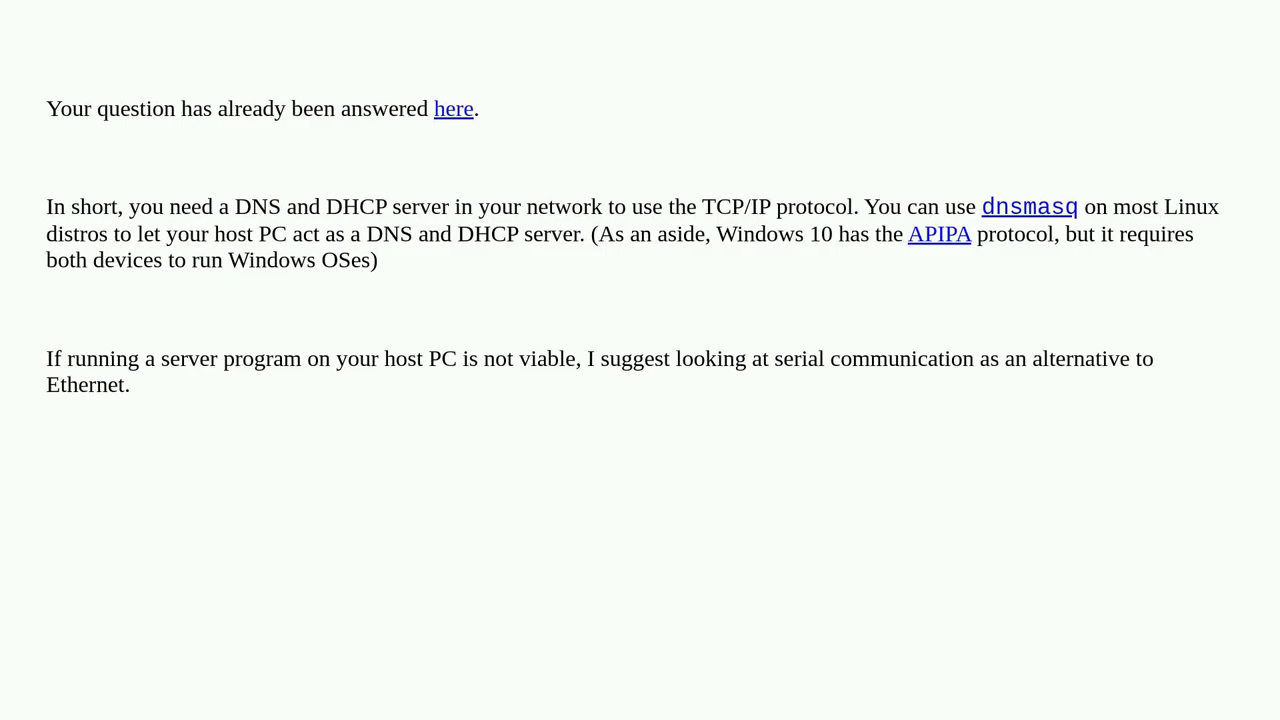 Your question has already been answered here.
In short, you need a DNS and DHCP server in your network to use the TCP/IP protocol. You can use dnsmasq on most Linux
distros to let your host PC act as a DNS and DHCP server. (As an aside, Windows 10 has the APIPA protocol, but it requires
both devices to run Windows OSes)
If running a server program on your host PC is not viable, I suggest looking at serial communication as an alternative to
Ethernet.